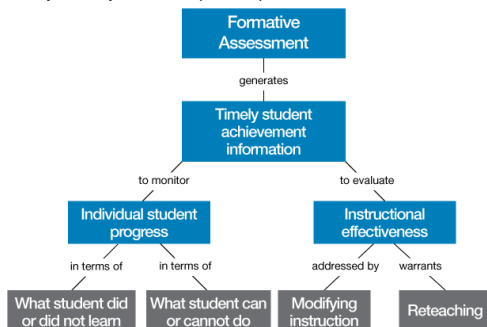 Formative
Assessment
generates
Timely student
achievement
information
to monitor
to evaluate
Individual student
progress
Instructional
effectiveness
in terms of
in terms of
addressed by
warrants
What student did
or did not learn
What student can
or cannot do
Modifying
instruction
Reteaching